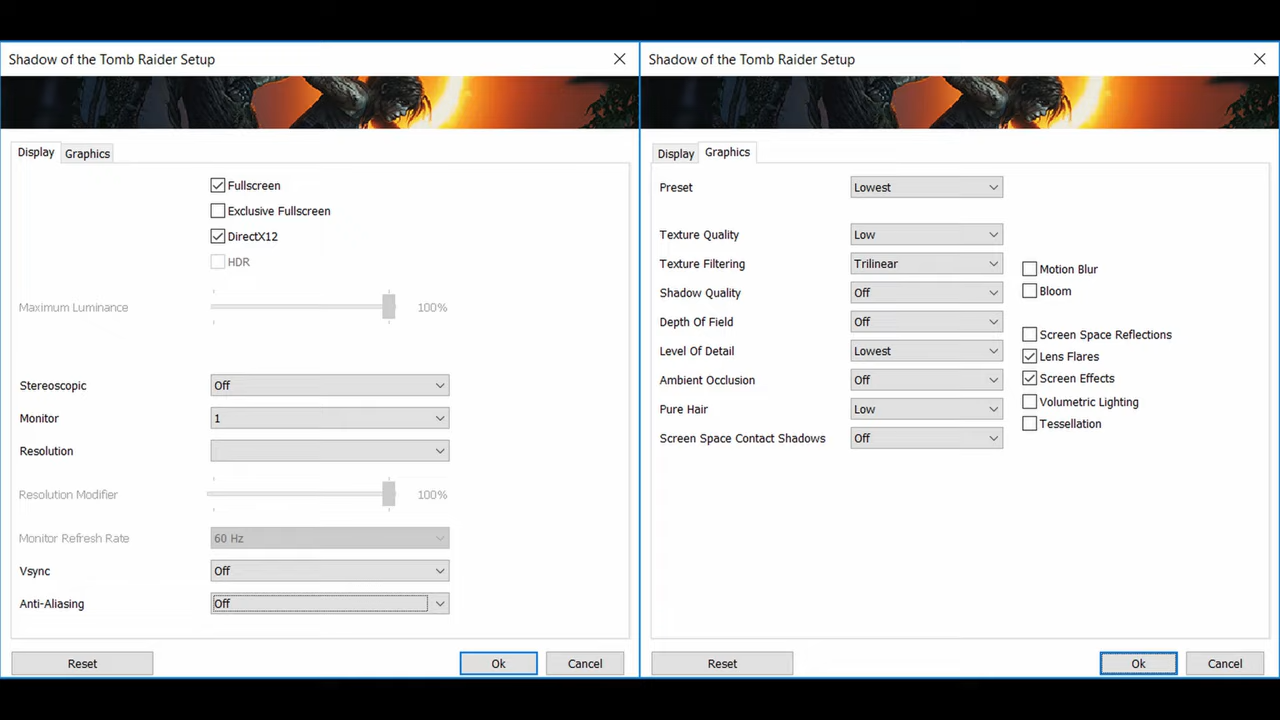 Shadow of the Tomb Raider Setup
Display Graphics
Fullscreen
Exclusive Fullscreen
DirectX12
HDR
Maximum Luminance 100%
Stereoscopic Off
Monitor 1
Resolution
Resolution Modifier 100%
Monitor Refresh Rate 60 Hz
Vsync Off
Anti-Aliasing Off
Reset Ok Cancel
Shadow of the Tomb Raider Setup
Display Graphics
Preset Lowest
Texture Quality Low
Texture Filtering Trilinear
Shadow Quality Off
Depth Of Field Off
Level Of Detail Lowest
Ambient Occlusion Off
Pure Hair Low
Screen Space Contact Shadows Off
Motion Blur
Bloom
Screen Space Reflections
Lens Flares
Screen Effects
Volumetric Lighting
Tessellation
Reset Ok Cancel